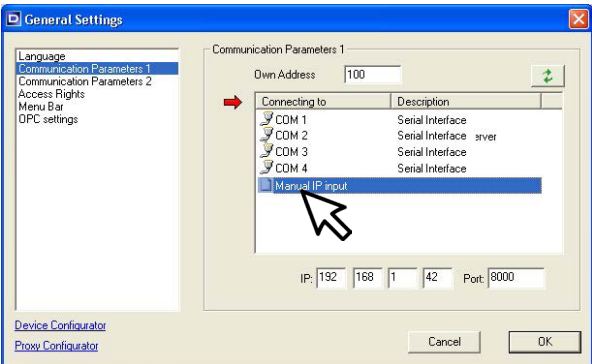 General Settings
Language
Communication Parameters 1
Communication Parameters 2
Access Rights
Menu Bar
OPC settings
Communication Parameters 1
Own Address 100
Connecting to Description
COM 1 Serial Interface
COM 2 Serial Interface erver
COM 3 Serial Interface
COM 4 Serial Interface
Manual IP input
IP: 192 168 1 42 Port: 8000
Device Configurator
Proxy Configurator
Cancel OK